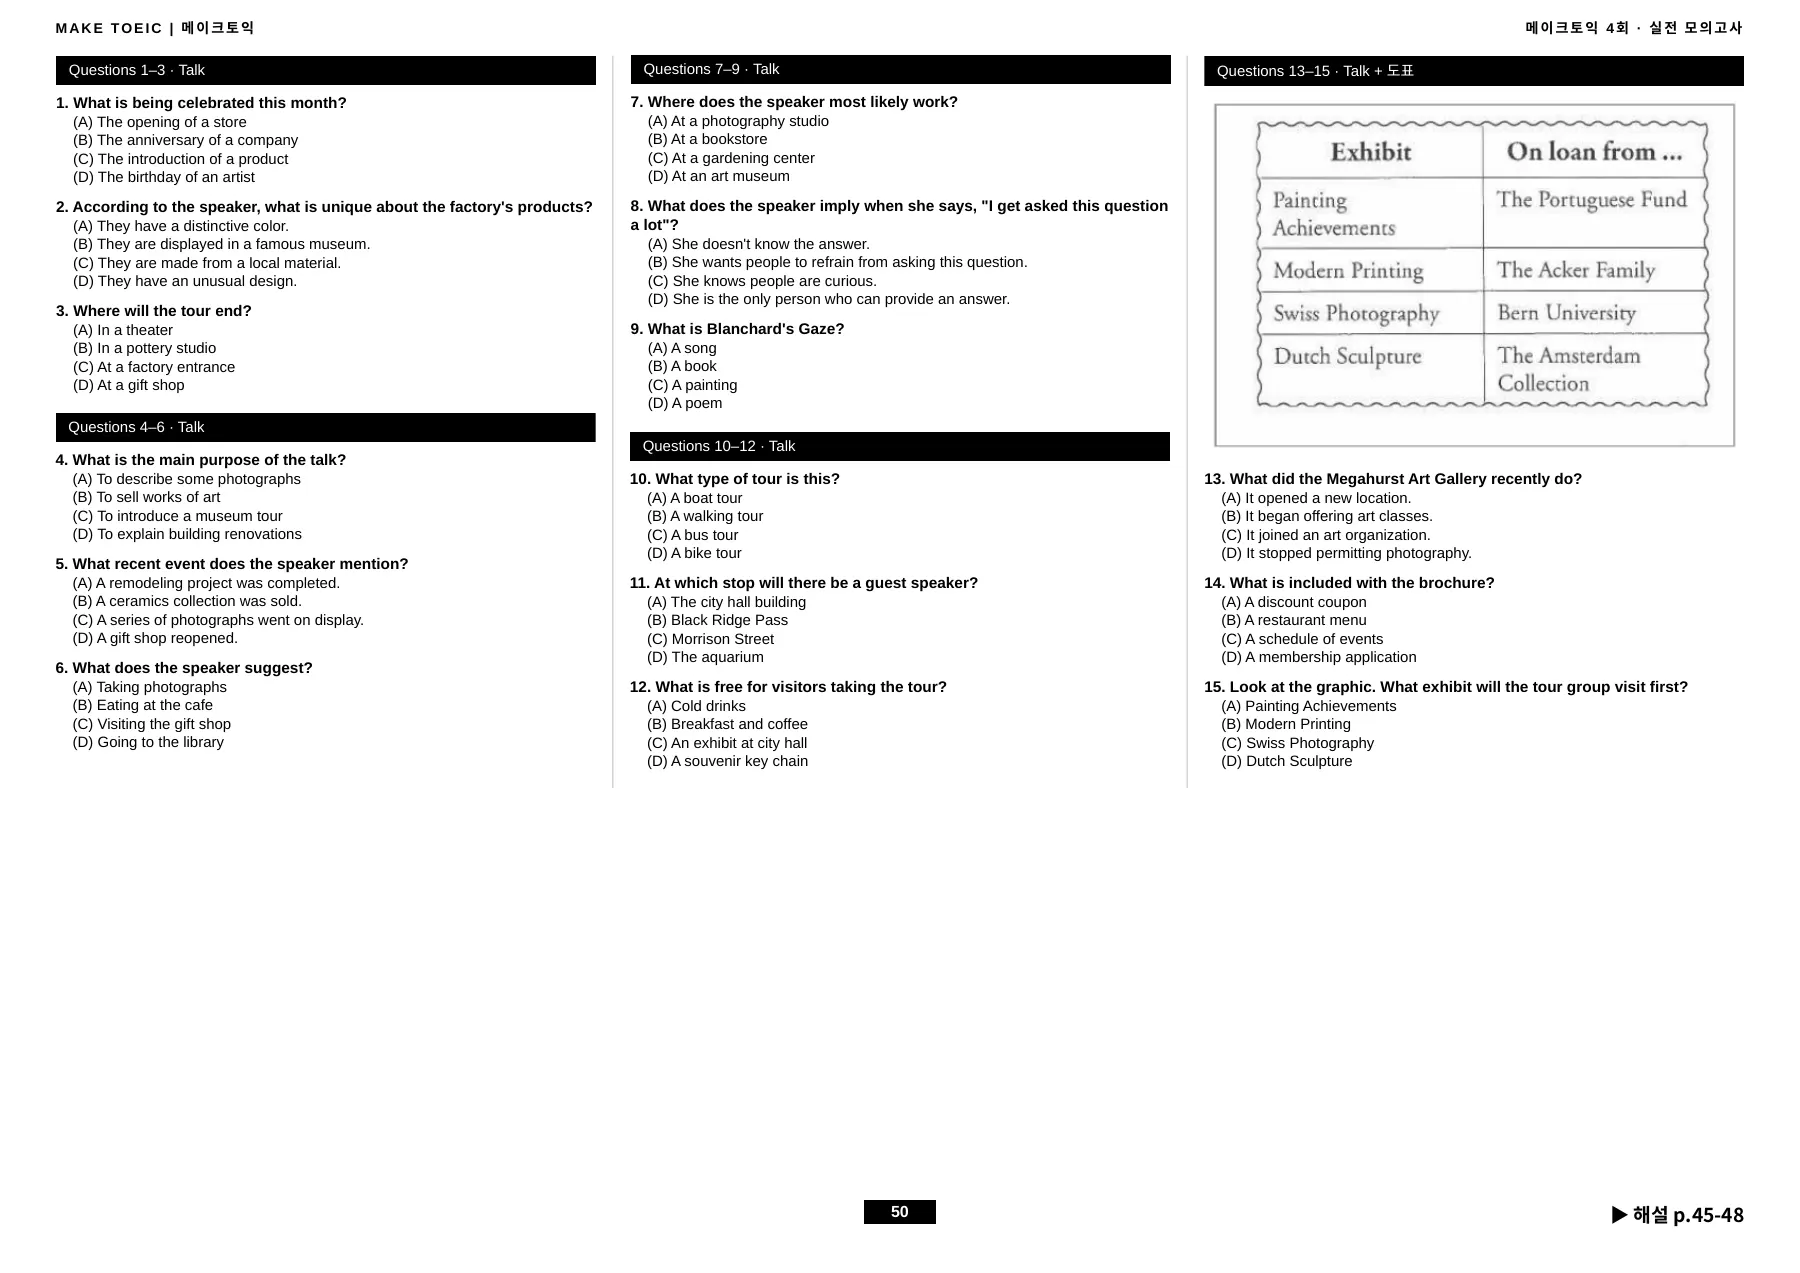 MAKE TOEIC | 메이크토익
메이크토익 4회 · 실전 모의고사
Questions 1–3 · Talk
1. What is being celebrated this month?
(A) The opening of a store
(B) The anniversary of a company
(C) The introduction of a product
(D) The birthday of an artist
2. According to the speaker, what is unique about the factory's products?
(A) They have a distinctive color.
(B) They are displayed in a famous museum.
(C) They are made from a local material.
(D) They have an unusual design.
3. Where will the tour end?
(A) In a theater
(B) In a pottery studio
(C) At a factory entrance
(D) At a gift shop
Questions 4–6 · Talk
4. What is the main purpose of the talk?
(A) To describe some photographs
(B) To sell works of art
(C) To introduce a museum tour
(D) To explain building renovations
5. What recent event does the speaker mention?
(A) A remodeling project was completed.
(B) A ceramics collection was sold.
(C) A series of photographs went on display.
(D) A gift shop reopened.
6. What does the speaker suggest?
(A) Taking photographs
(B) Eating at the cafe
(C) Visiting the gift shop
(D) Going to the library
Questions 7–9 · Talk
7. Where does the speaker most likely work?
(A) At a photography studio
(B) At a bookstore
(C) At a gardening center
(D) At an art museum
8. What does the speaker imply when she says, "I get asked this question
a lot"?
(A) She doesn't know the answer.
(B) She wants people to refrain from asking this question.
(C) She knows people are curious.
(D) She is the only person who can provide an answer.
9. What is Blanchard's Gaze?
(A) A song
(B) A book
(C) A painting
(D) A poem
Questions 10–12 · Talk
10. What type of tour is this?
(A) A boat tour
(B) A walking tour
(C) A bus tour
(D) A bike tour
11. At which stop will there be a guest speaker?
(A) The city hall building
(B) Black Ridge Pass
(C) Morrison Street
(D) The aquarium
12. What is free for visitors taking the tour?
(A) Cold drinks
(B) Breakfast and coffee
(C) An exhibit at city hall
(D) A souvenir key chain
Questions 13–15 · Talk + 도표
Exhibit On loan from ...
Painting The Portuguese Fund
Achievements
Modern Printing The Acker Family
Swiss Photography Bern University
Dutch Sculpture The Amsterdam
Collection
13. What did the Megahurst Art Gallery recently do?
(A) It opened a new location.
(B) It began offering art classes.
(C) It joined an art organization.
(D) It stopped permitting photography.
14. What is included with the brochure?
(A) A discount coupon
(B) A restaurant menu
(C) A schedule of events
(D) A membership application
15. Look at the graphic. What exhibit will the tour group visit first?
(A) Painting Achievements
(B) Modern Printing
(C) Swiss Photography
(D) Dutch Sculpture
50
▶ 해설 p.45-48